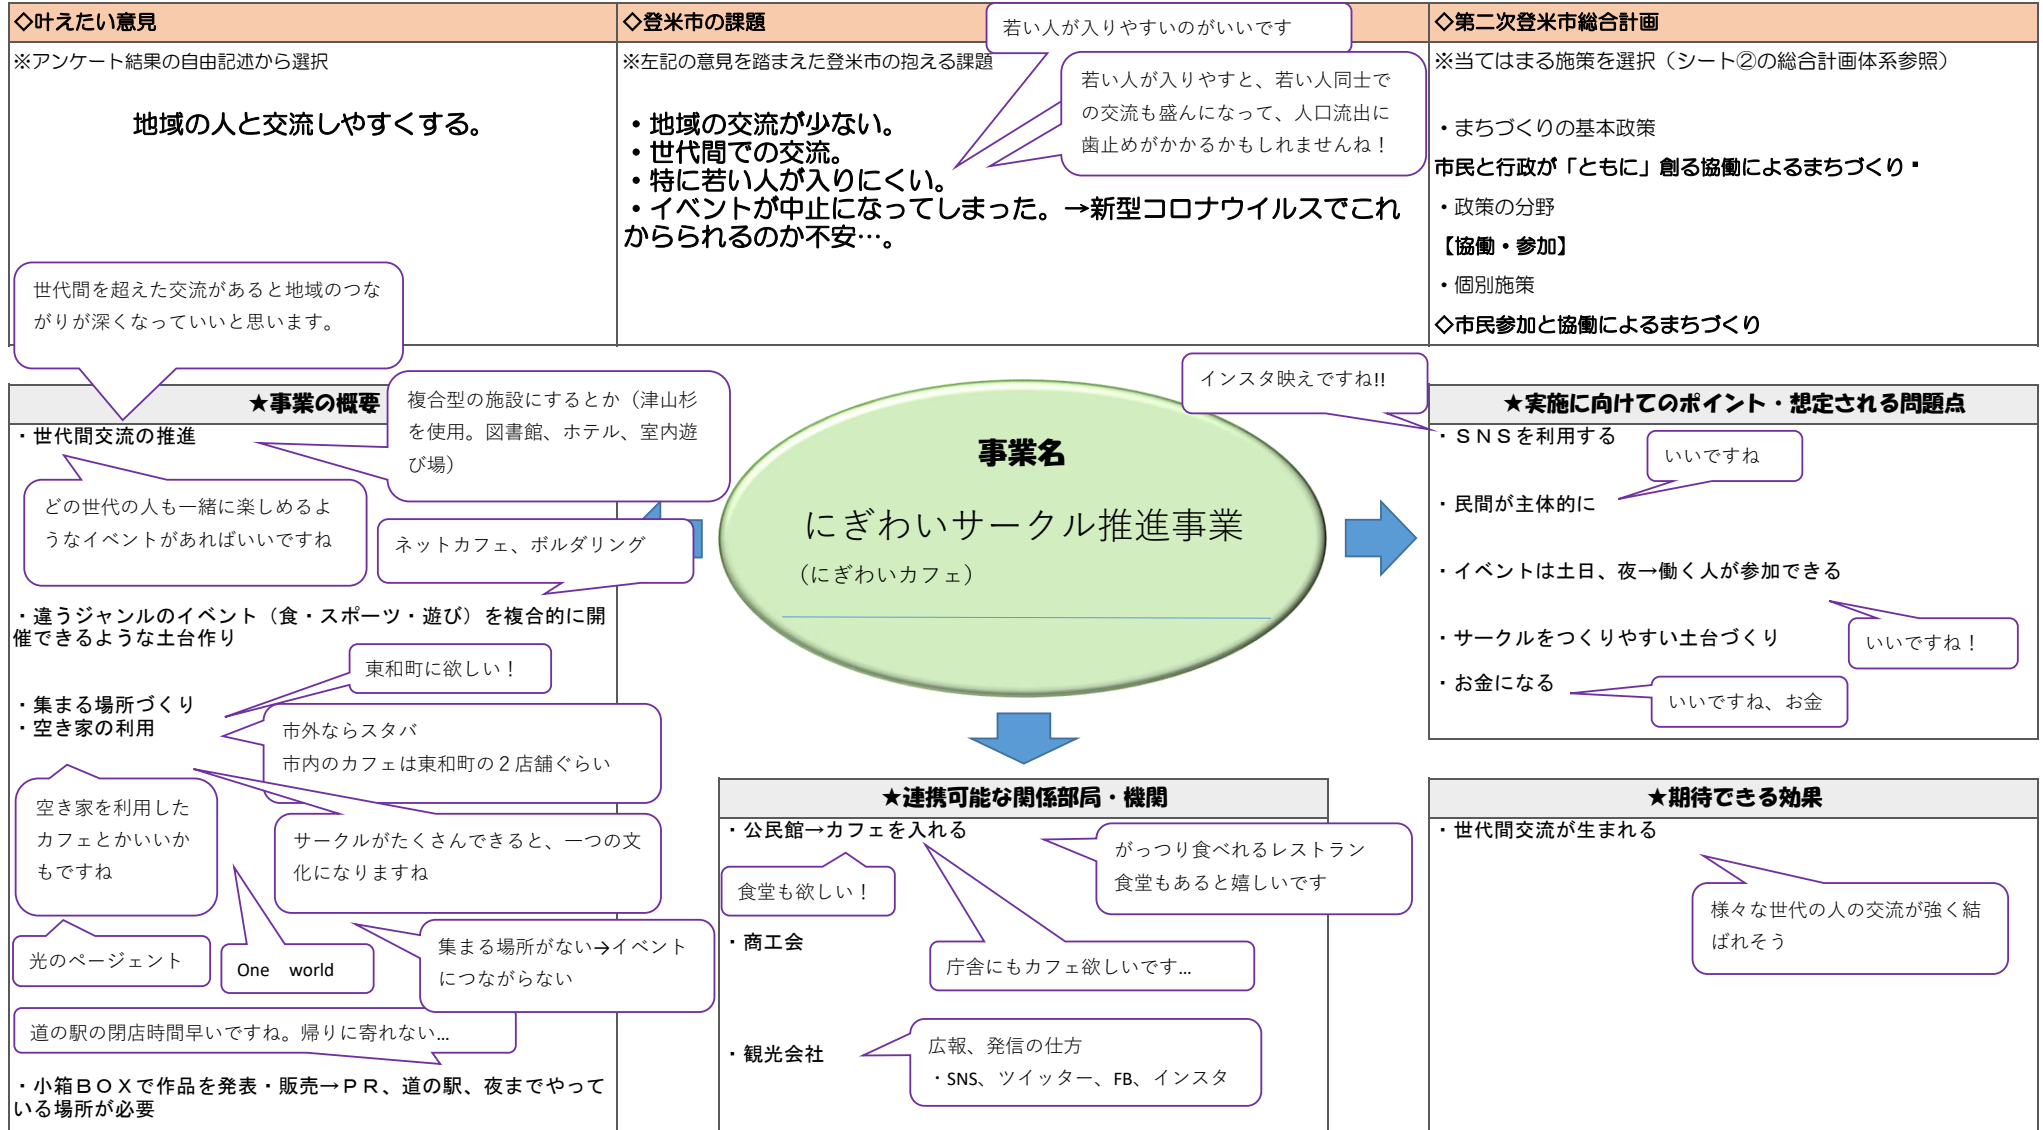 ◇叶えたい意見
※アンケート結果の自由記述から選択
地域の人と交流しやすくする。
世代間を超えた交流があると地域のつな
がりが深くなっていいと思います。
◇登米市の課題
※左記の意見を踏まえた登米市の抱える課題
・地域の交流が少ない。
・世代間での交流。
・特に若い人が入りにくい。
・イベントが中止になってしまった。→新型コロナウイルスでこれ
かららられるのか不安…。
若い人が入りやすいのがいいです
若い人が入りやすと、若い人同士で
の交流も盛んになって、人口流出に
歯止めがかかるかもしれませんね！
◇第二次登米市総合計画
※当てはまる施策を選択（シート②の総合計画体系参照）
・まちづくりの基本政策
市民と行政が「ともに」創る協働によるまちづくり▪
・政策の分野
【協働・参加】
・個別施策
◇市民参加と協働によるまちづくり
★事業の概要
・世代間交流の推進
複合型の施設にするとか（津山杉
を使用。図書館、ホテル、室内遊
び場）
どの世代の人も一緒に楽しめるよ
うなイベントがあればいいですね
ネットカフェ、ボルダリング
・違うジャンルのイベント（食・スポーツ・遊び）を複合的に開
催できるような土台作り
東和町に欲しい！
・集まる場所づくり
・空き家の利用
市外ならスタバ
市内のカフェは東和町の２店舗ぐらい
空き家を利用した
カフェとかいいか
もですね
サークルがたくさんできると、一つの文
化になりますね
光のページェント
One　world
集まる場所がない→イベント
につながらない
道の駅の閉店時間早いですね。帰りに寄れない…
・小箱ＢＯＸで作品を発表・販売→ＰＲ、道の駅、夜までやって
いる場所が必要
事業名
にぎわいサークル推進事業
（にぎわいカフェ）
インスタ映えですね!!
★実施に向けてのポイント・想定される問題点
・ＳＮＳを利用する
いいですね
・民間が主体的に
・イベントは土日、夜→働く人が参加できる
・サークルをつくりやすい土台づくり
いいですね！
・お金になる
いいですね、お金
★連携可能な関係部局・機関
・公民館→カフェを入れる
がっつり食べれるレストラン
食堂もあると嬉しいです
食堂も欲しい！
・商工会
庁舎にもカフェ欲しいです…
・観光会社
広報、発信の仕方
・SNS、ツイッター、FB、インスタ
★期待できる効果
・世代間交流が生まれる
様々な世代の人の交流が強く結
ばれそう